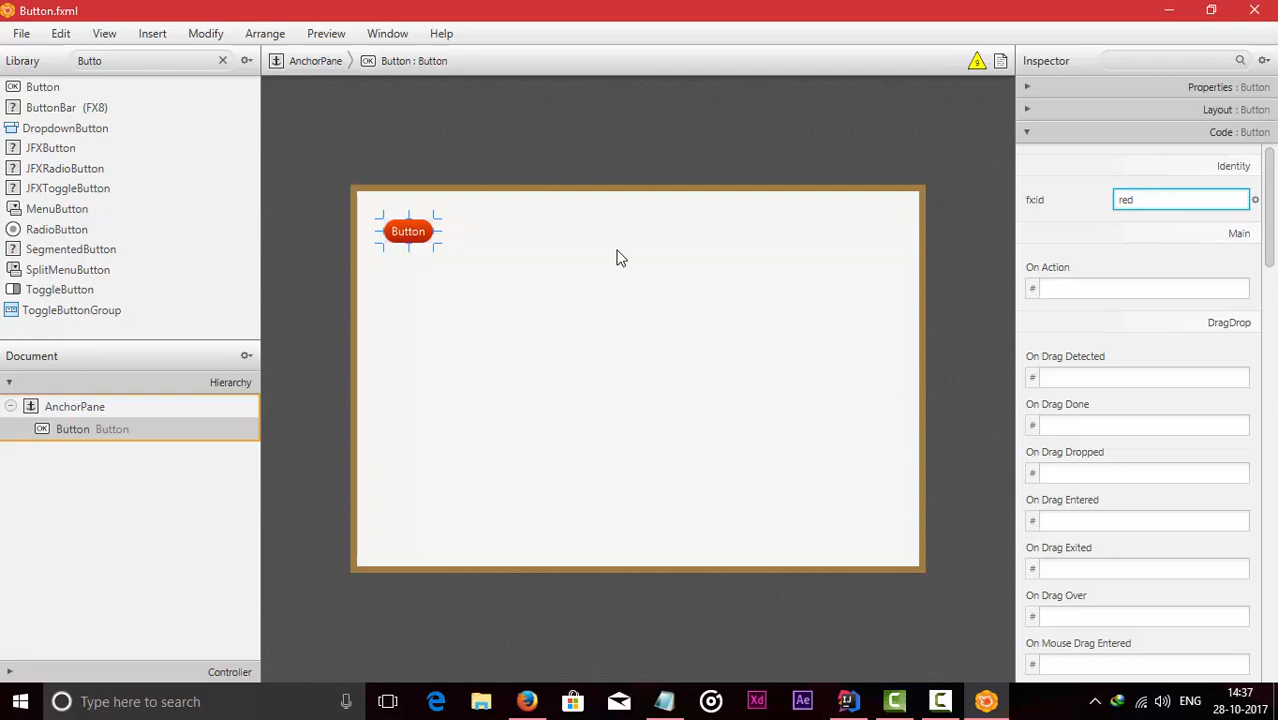 Button.fxml
File Edit View Insert Modify Arrange Preview Window Help
Library Butto
AnchorPane Button : Button
9
Inspector
Button
ButtonBar (FX8)
DropdownButton
JFXButton
JFXRadioButton
JFXToggleButton
MenuButton
RadioButton
SegmentedButton
SplitMenuButton
ToggleButton
ToggleButtonGroup
Document
Hierarchy
AnchorPane
OK Button Button
Controller
Button
Properties : Button
Layout : Button
Code : Button
Identity
fx:id red
Main
On Action
#
DragDrop
On Drag Detected
#
On Drag Done
#
On Drag Dropped
#
On Drag Entered
#
On Drag Exited
#
On Drag Over
#
On Mouse Drag Entered
#
Type here to search
Xd
Ae
ENG
14:37
28-10-2017